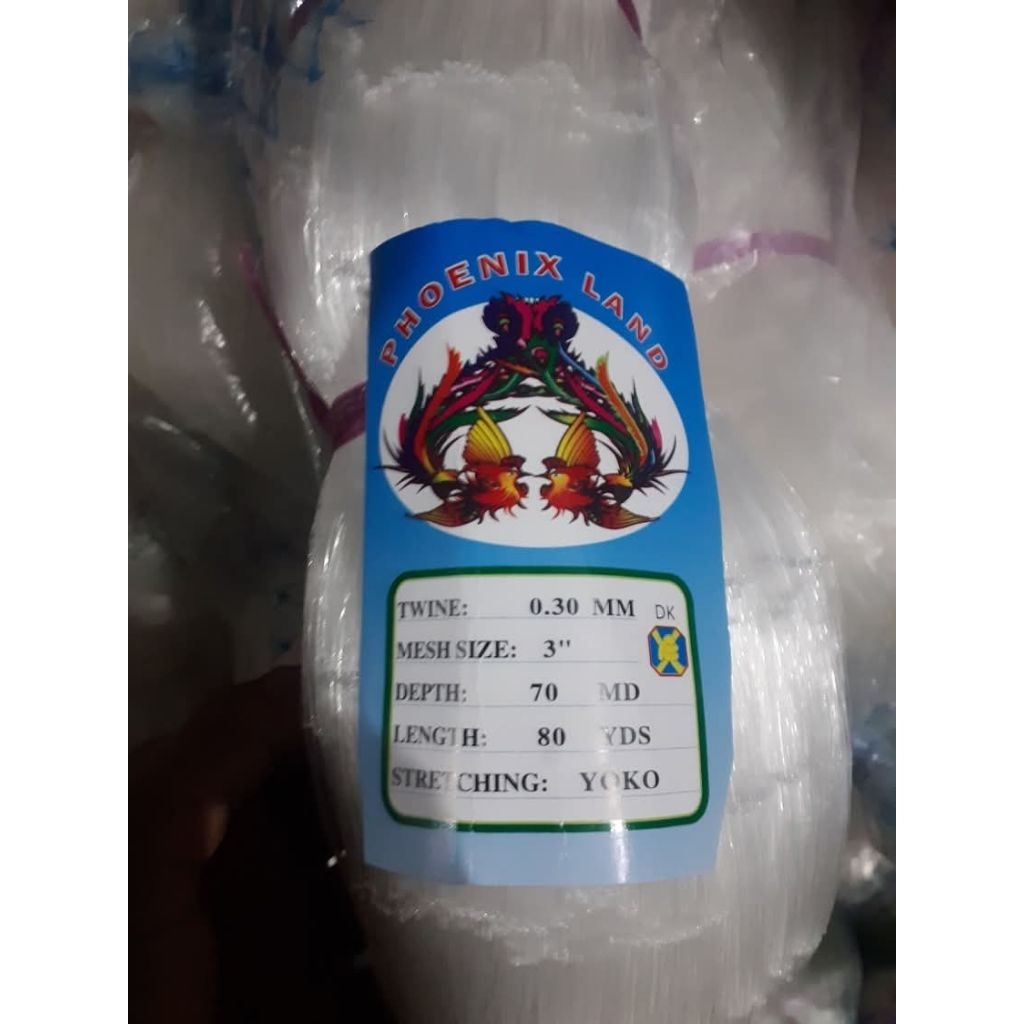 PHOENIX LAND
TWINE: 0.30 MM DK
MESH SIZE: 3"
DEPTH: 70 MD
LENGTH: 80 YDS
STRETCHING: YOKO